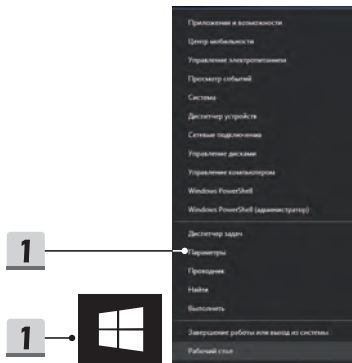 Приложения и возможности
Центр мобильности
Управление электропитанием
Просмотр событий
Система
Диспетчер устройств
Сетевые подключения
Управление дисками
Управление компьютером
Windows PowerShell
Windows PowerShell (администратор)
Диспетчер задач
1 Параметры
Проводник
Найти
Выполнить
Завершение работы или выход из системы
Рабочий стол
1